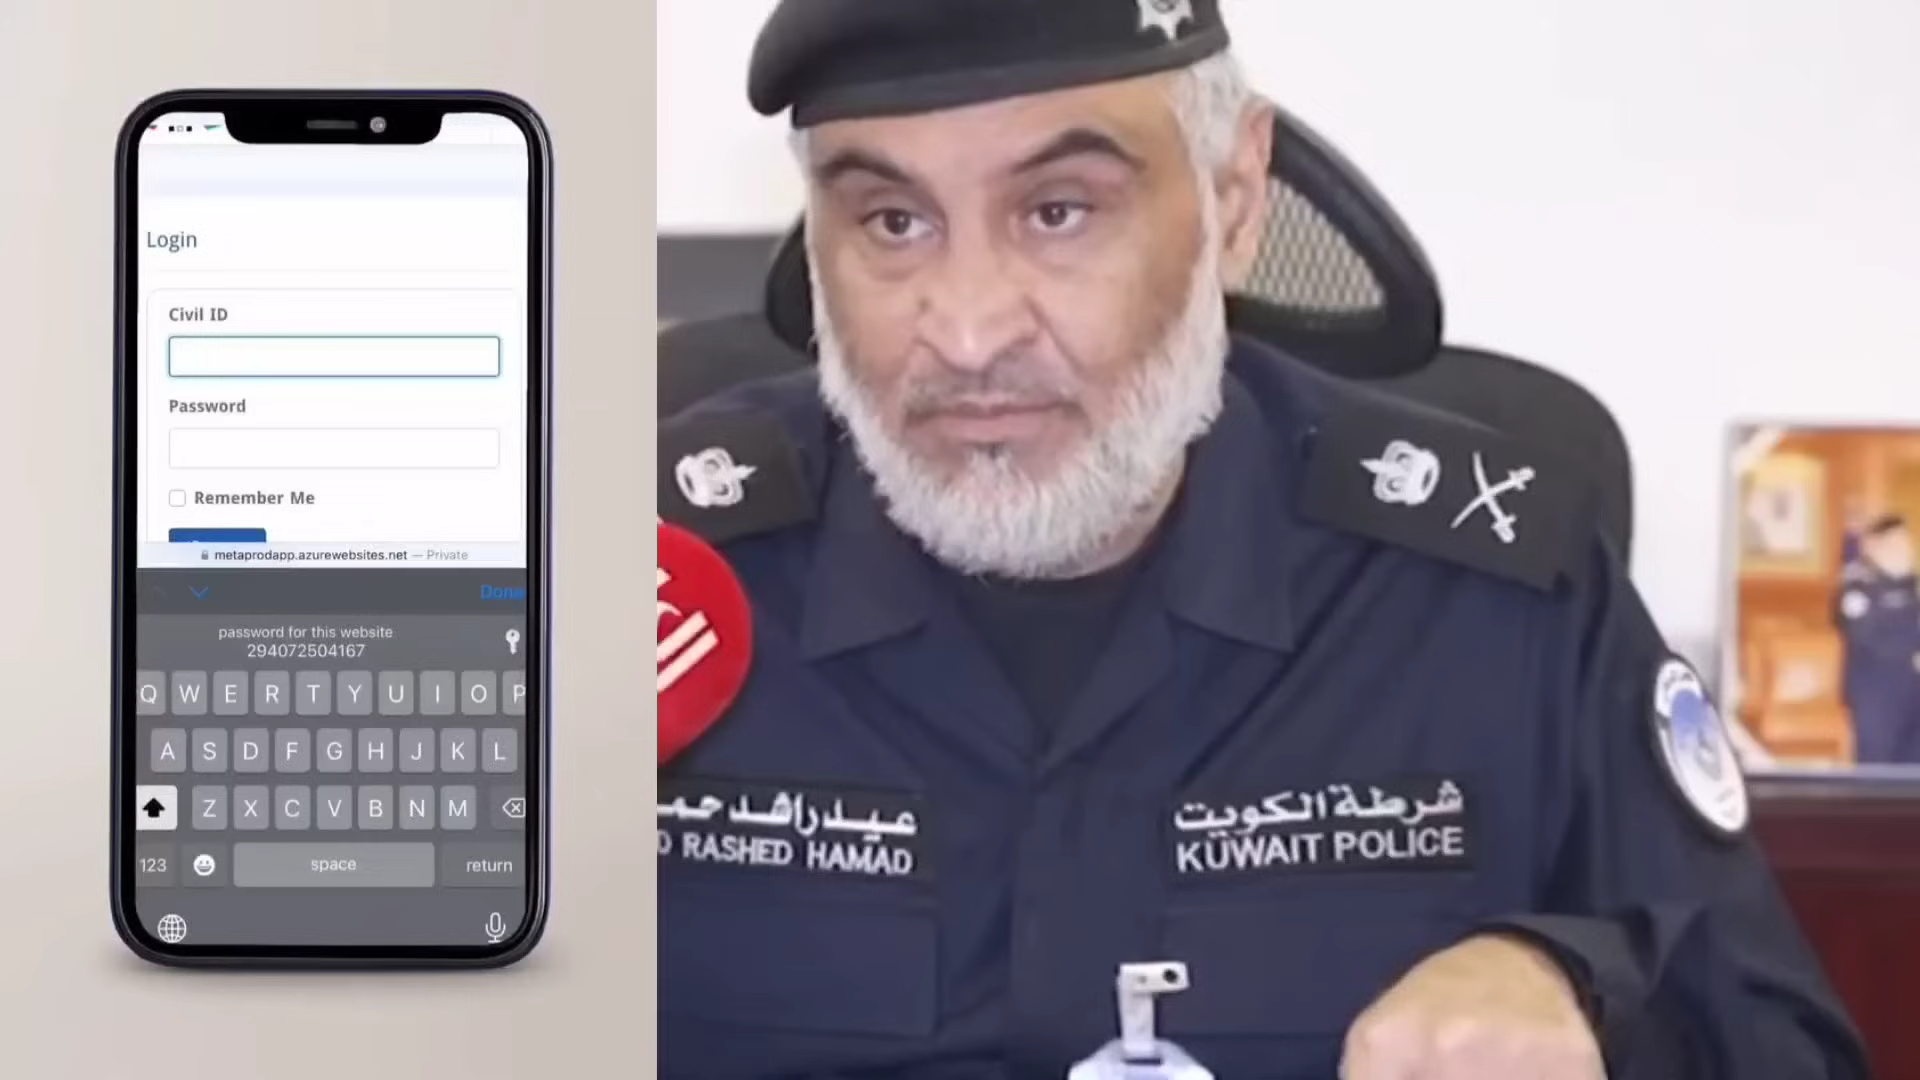 Login
Civil ID
Password
Remember Me
metaprodapp.azurewebsites.net — Private
Done
password for this website
294072504167
Q W E R T Y U I O P
A S D F G H J K L
Z X C V B N M
123
space
return
عيد راشد حمـ
D RASHED HAMAD
شرطة الكويت
KUWAIT POLICE